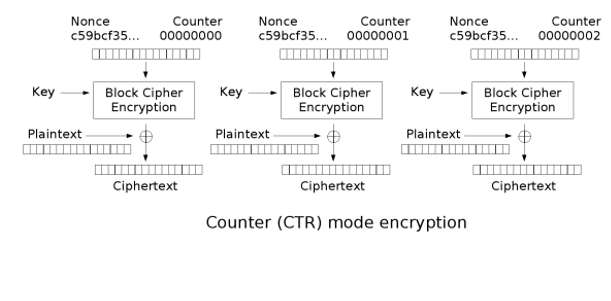 Nonce Counter Nonce Counter Nonce Counter
c59bcf35... 00000000 c59bcf35... 00000001 c59bcf35... 00000002
Key Block Cipher Encryption Key Block Cipher Encryption Key Block Cipher Encryption
Plaintext Plaintext Plaintext
Ciphertext Ciphertext Ciphertext
Counter (CTR) mode encryption